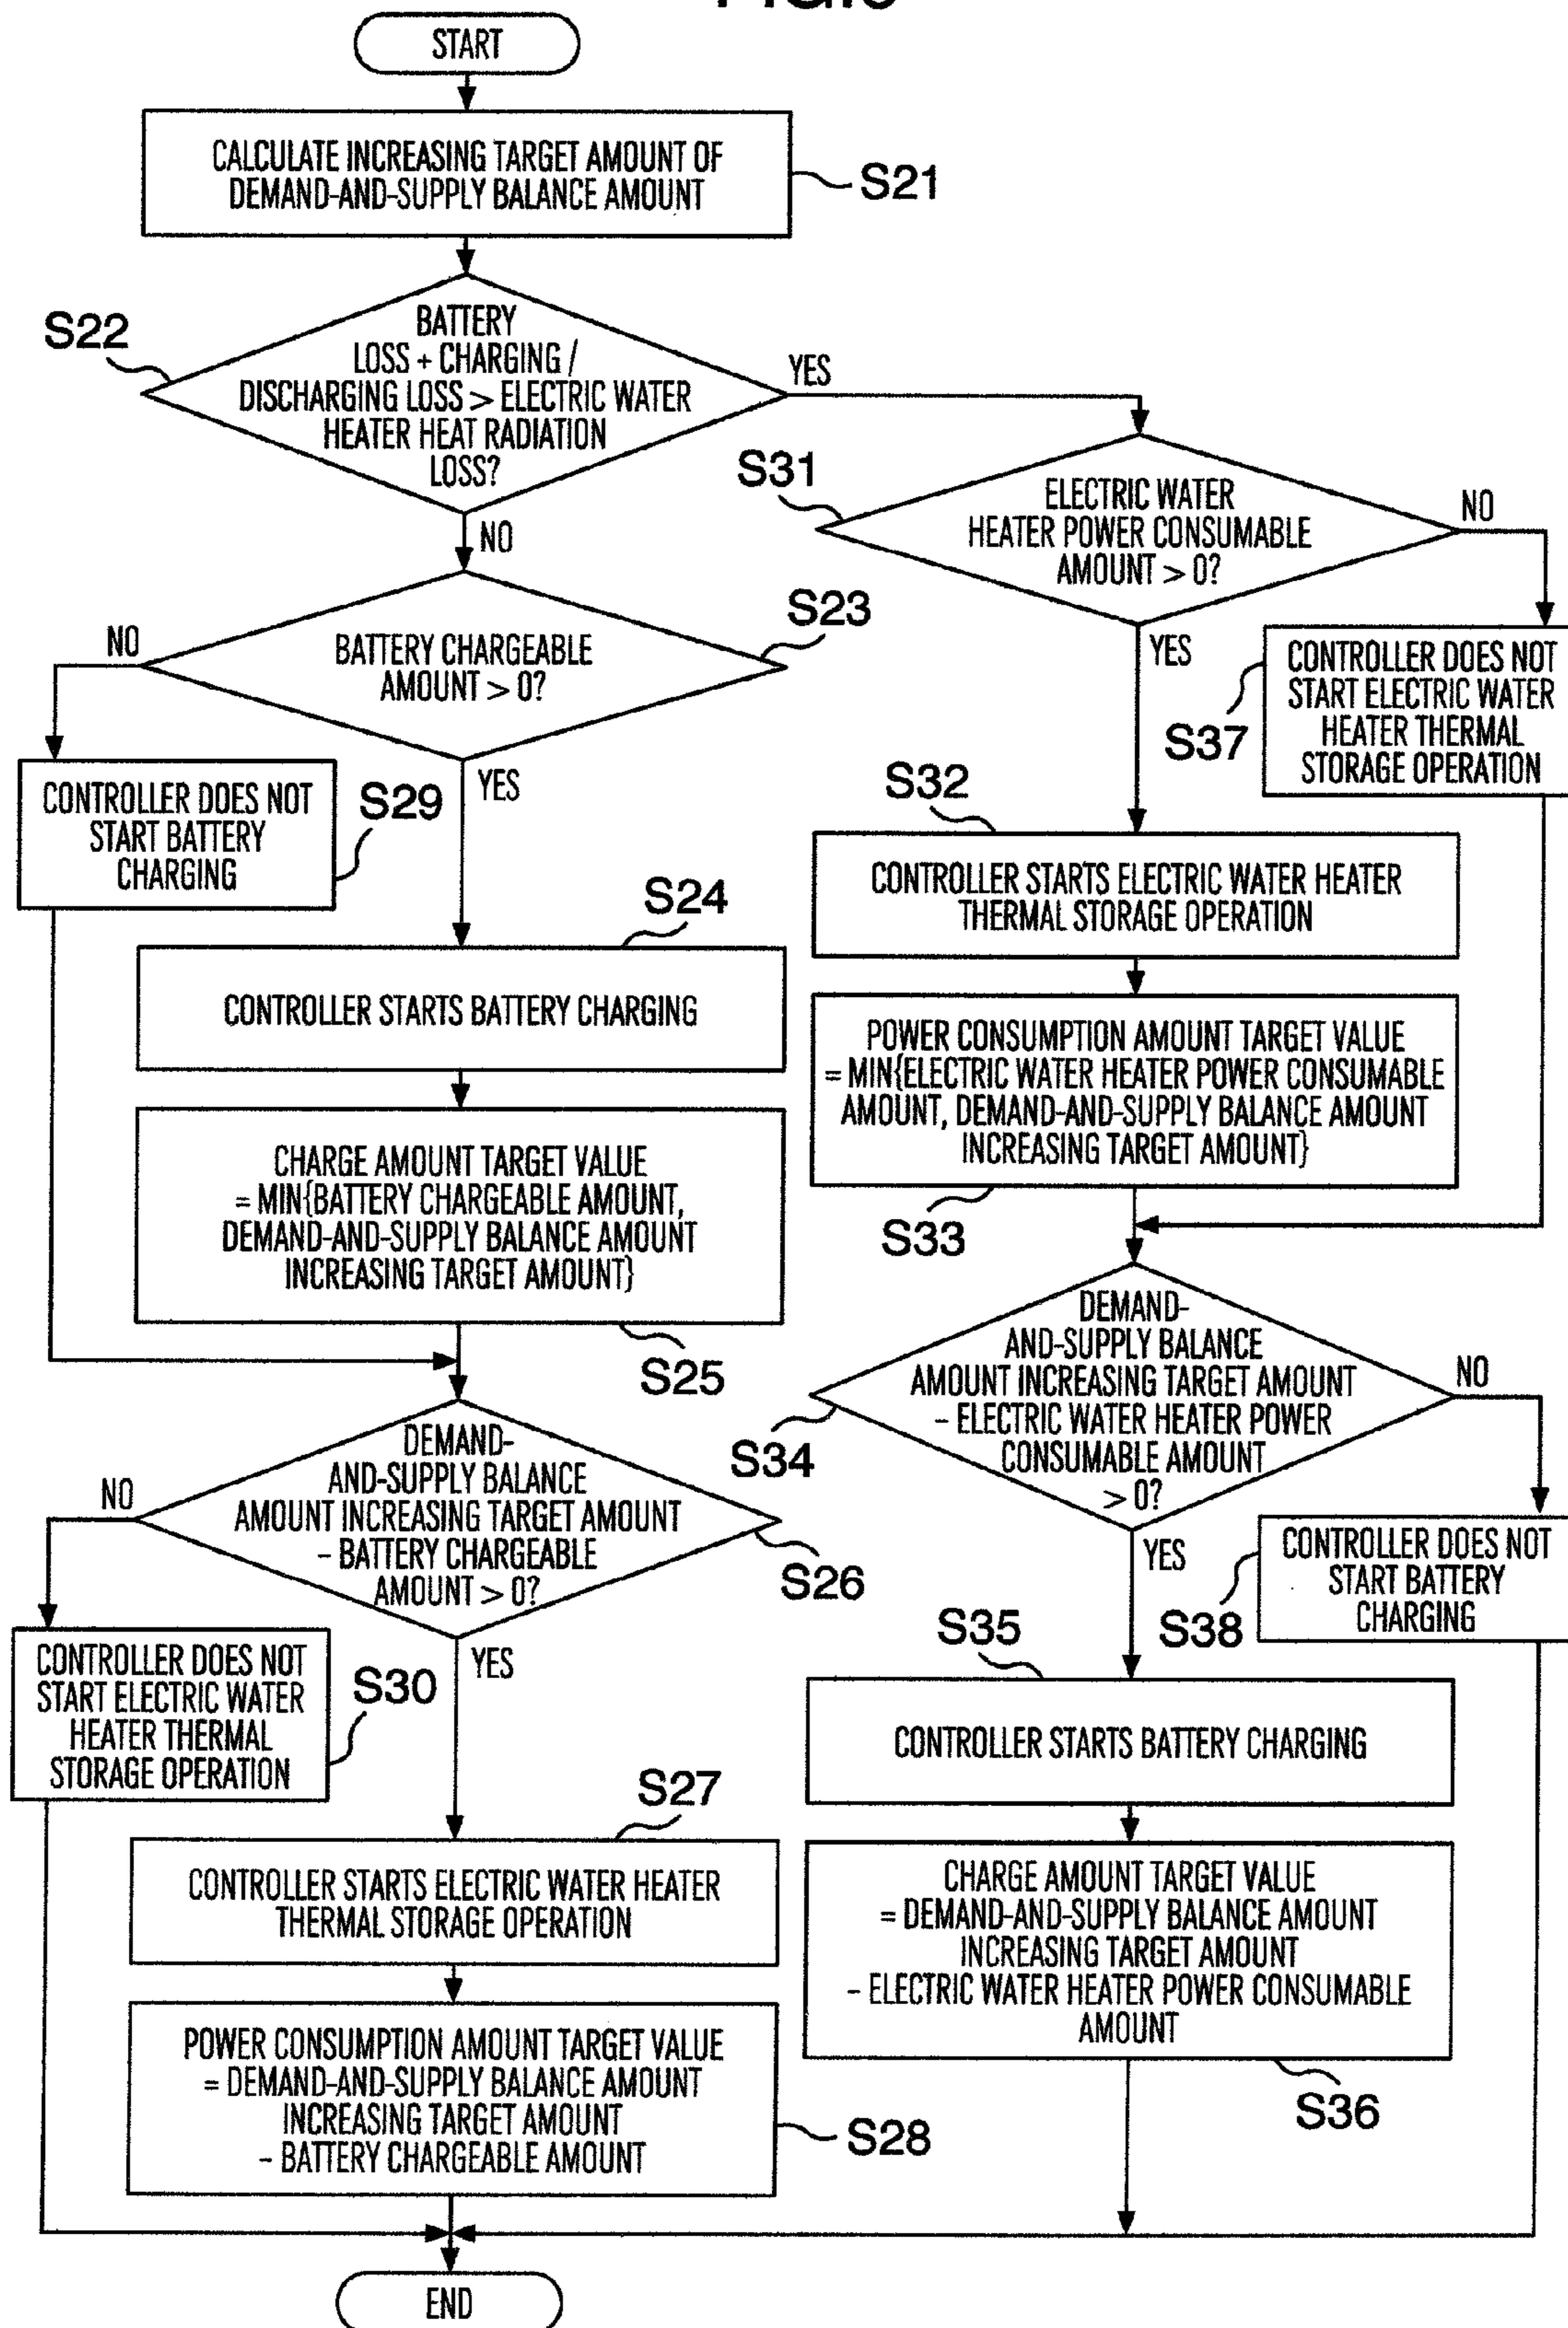 START
CALCULATE INCREASING TARGET AMOUNT OF
DEMAND-AND-SUPPLY BALANCE AMOUNT
S21
S22
BATTERY
LOSS + CHARGING /
DISCHARGING LOSS > ELECTRIC WATER
HEATER HEAT RADIATION
LOSS?
YES
NO
S31
ELECTRIC WATER
HEATER POWER CONSUMABLE
AMOUNT > 0?
NO
YES
S23
BATTERY CHARGEABLE
AMOUNT > 0?
NO
YES
CONTROLLER DOES NOT
START ELECTRIC WATER
HEATER THERMAL
STORAGE OPERATION
S37
CONTROLLER DOES NOT
START BATTERY
CHARGING
S29
S32
CONTROLLER STARTS ELECTRIC WATER HEATER
THERMAL STORAGE OPERATION
S24
CONTROLLER STARTS BATTERY CHARGING
POWER CONSUMPTION AMOUNT TARGET VALUE
= MIN{ELECTRIC WATER HEATER POWER CONSUMABLE
AMOUNT, DEMAND-AND-SUPPLY BALANCE AMOUNT
INCREASING TARGET AMOUNT}
S33
CHARGE AMOUNT TARGET VALUE
= MIN{BATTERY CHARGEABLE AMOUNT,
DEMAND-AND-SUPPLY BALANCE AMOUNT
INCREASING TARGET AMOUNT}
S25
DEMAND-
AND-SUPPLY BALANCE
AMOUNT INCREASING TARGET AMOUNT
– ELECTRIC WATER HEATER POWER
CONSUMABLE AMOUNT
> 0?
S34
NO
YES
DEMAND-
AND-SUPPLY BALANCE
AMOUNT INCREASING TARGET AMOUNT
– BATTERY CHARGEABLE
AMOUNT > 0?
S26
NO
YES
CONTROLLER DOES NOT
START BATTERY
CHARGING
S38
CONTROLLER DOES NOT
START ELECTRIC WATER
HEATER THERMAL
STORAGE OPERATION
S30
S35
CONTROLLER STARTS BATTERY CHARGING
S27
CONTROLLER STARTS ELECTRIC WATER HEATER
THERMAL STORAGE OPERATION
CHARGE AMOUNT TARGET VALUE
= DEMAND-AND-SUPPLY BALANCE AMOUNT
INCREASING TARGET AMOUNT
– ELECTRIC WATER HEATER POWER CONSUMABLE
AMOUNT
S36
POWER CONSUMPTION AMOUNT TARGET VALUE
= DEMAND-AND-SUPPLY BALANCE AMOUNT
INCREASING TARGET AMOUNT
– BATTERY CHARGEABLE AMOUNT
S28
END